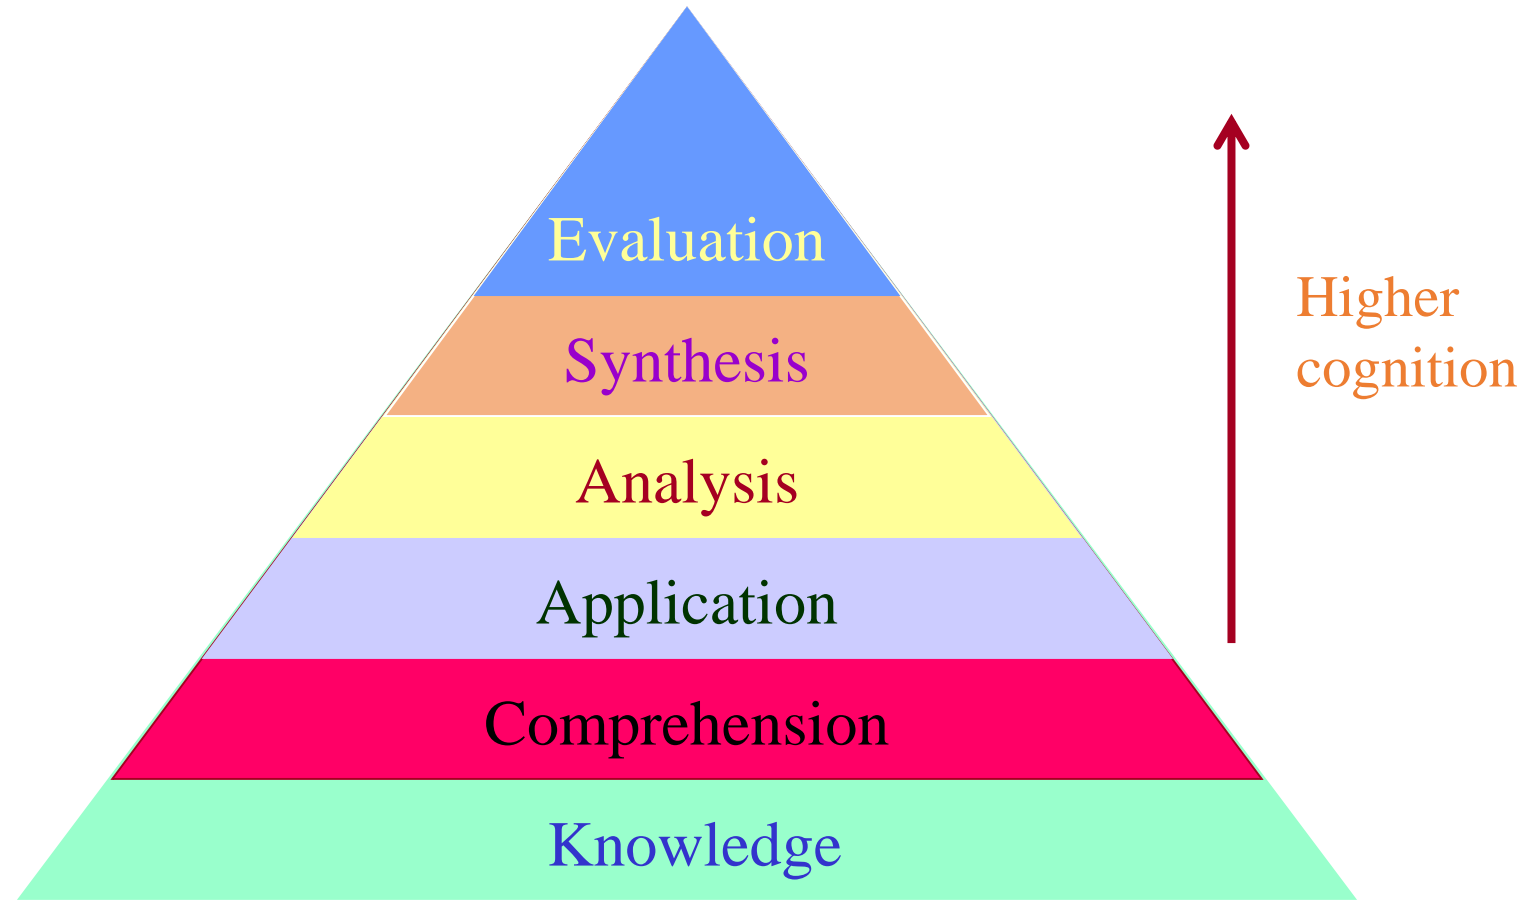 Evaluation
Synthesis
Analysis
Application
Comprehension
Knowledge
Higher
cognition